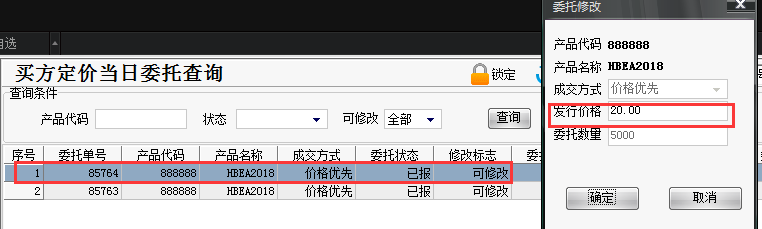 自选
买方定价当日委托查询
锁定
查询条件
产品代码 状态 可修改 全部 查询
序号 委托单号 产品代码 产品名称 成交方式 委托状态 修改标志
1 85764 888888 HBEA2018 价格优先 已报 可修改
2 85763 888888 HBEA2018 价格优先 已报 可修改
委托修改
产品代码 888888
产品名称 HBEA2018
成交方式 价格优先
发行价格 20.00
委托数量 5000
确定 取消